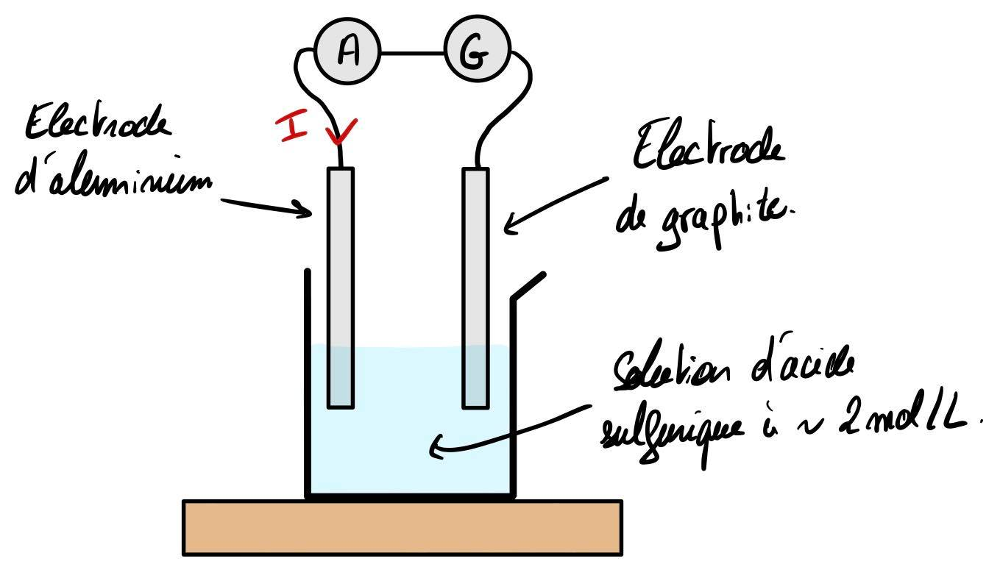 A
G
I
Electrode
d'aluminium
Electrode
de graphite.
Solution d'acide
sulfurique à ~ 2 mol/L.